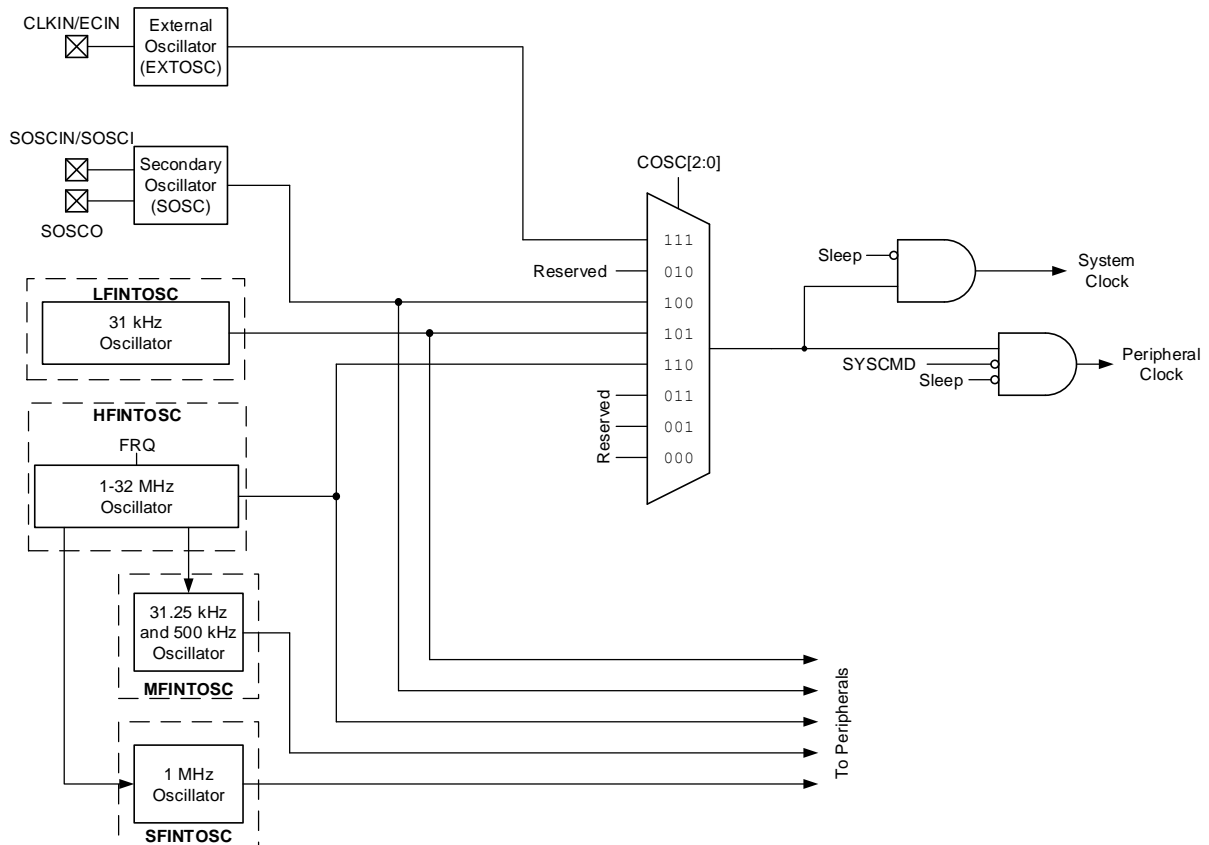 CLKIN/ECIN
External
Oscillator
(EXTOSC)
SOSCIN/SOSCI
Secondary
Oscillator
(SOSC)
SOSCO
LFINTOSC
31 kHz
Oscillator
HFINTOSC
FRQ
1-32 MHz
Oscillator
31.25 kHz
and 500 kHz
Oscillator
MFINTOSC
1 MHz
Oscillator
SFINTOSC
COSC[2:0]
111
Reserved
010
100
101
110
011
001
000
Reserved
Sleep
System
Clock
SYSCMD
Sleep
Peripheral
Clock
To Peripherals